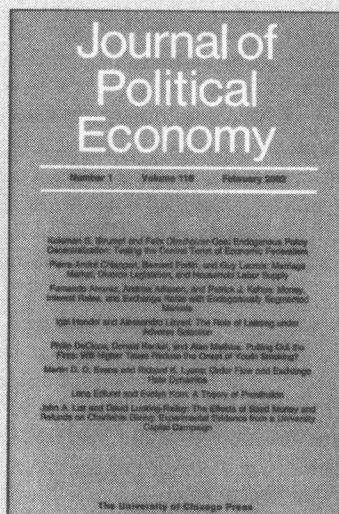 Journal of
Political
Economy
Number 1 Volume 110 February 2002
Koleman S. Strumpf and Felix Oberholzer-Gee: Endogenous Policy
Decentralization: Testing the Central Tenet of Economic Federalism
Pierre-André Chiappori, Bernard Fortin, and Guy Lacroix: Marriage
Market, Divorce Legislation, and Household Labor Supply
Fernando Alvarez, Andrew Atkeson, and Patrick J. Kehoe: Money,
Interest Rates, and Exchange Rates with Endogenously Segmented
Markets
Igal Hendel and Alessandro Lizzeri: The Role of Leasing under
Adverse Selection
Philip DeCicca, Donald Kenkel, and Alan Mathios: Putting Out the
Fires: Will Higher Taxes Reduce the Onset of Youth Smoking?
Martin D. D. Evans and Richard K. Lyons: Order Flow and Exchange
Rate Dynamics
Lena Edlund and Evelyn Korn: A Theory of Prostitution
John A. List and David Lucking-Reiley: The Effects of Seed Money and
Refunds on Charitable Giving: Experimental Evidence from a University
Capital Campaign
The University of Chicago Press